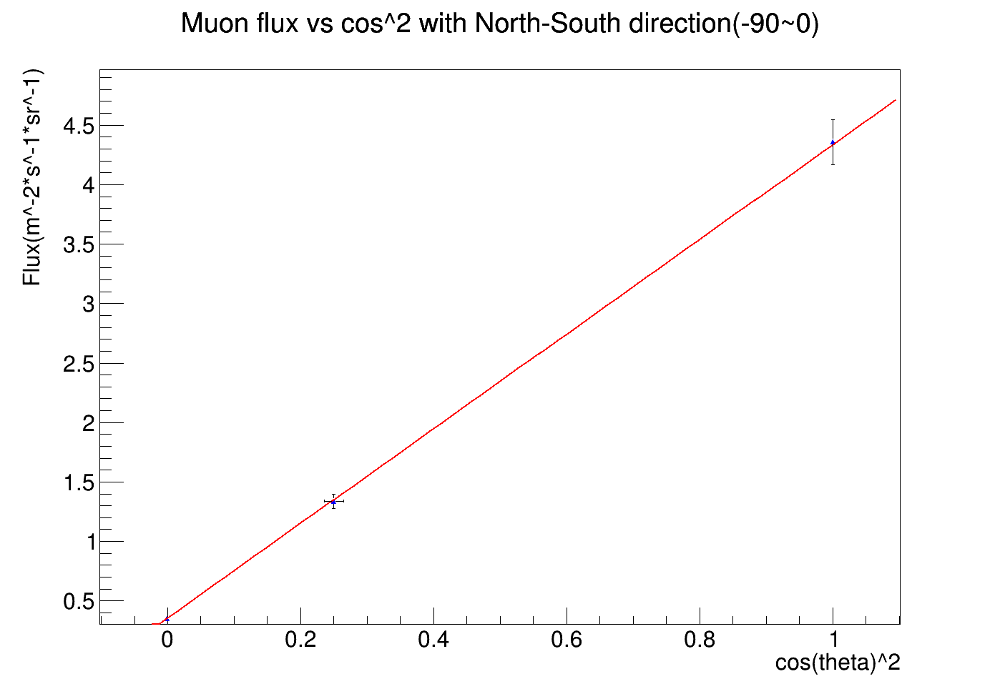 Muon flux vs cos^2 with North-South direction(-90~0)
Flux(m^-2*s^-1*sr^-1)
4.5
4
3.5
3
2.5
2
1.5
1
0.5
0 0.2 0.4 0.6 0.8 1
cos(theta)^2